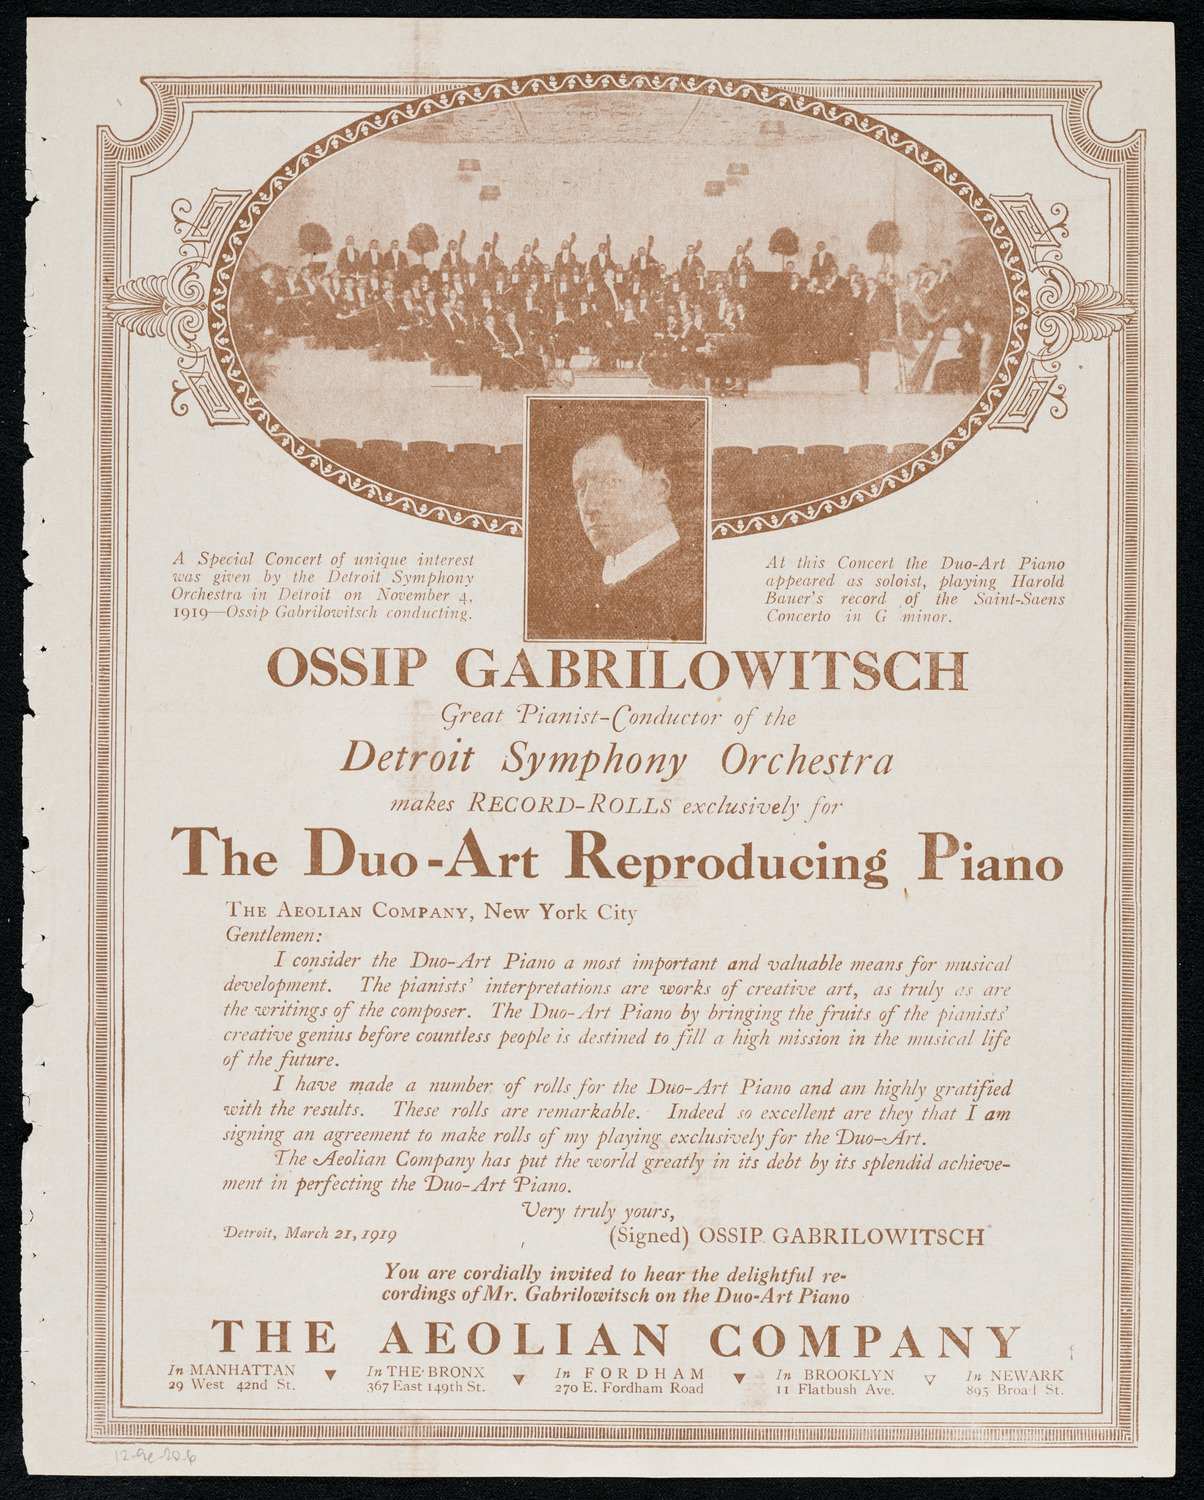 A Special Concert of unique interest
was given by the Detroit Symphony
Orchestra in Detroit on November 4,
1919—Ossip Gabrilowitsch conducting.
At this Concert the Duo-Art Piano
appeared as soloist, playing Harold
Bauer's record of the Saint-Saens
Concerto in G minor.
OSSIP GABRILOWITSCH
Great Pianist-Conductor of the
Detroit Symphony Orchestra
makes RECORD-ROLLS exclusively for
The Duo-Art Reproducing Piano
THE AEOLIAN COMPANY, New York City
Gentlemen:
I consider the Duo-Art Piano a most important and valuable means for musical
development. The pianists' interpretations are works of creative art, as truly as are
the writings of the composer. The Duo-Art Piano by bringing the fruits of the pianists'
creative genius before countless people is destined to fill a high mission in the musical life
of the future.
I have made a number of rolls for the Duo-Art Piano and am highly gratified
with the results. These rolls are remarkable. Indeed so excellent are they that I am
signing an agreement to make rolls of my playing exclusively for the Duo-Art.
The Aeolian Company has put the world greatly in its debt by its splendid achieve-
ment in perfecting the Duo-Art Piano.
Very truly yours,
Detroit, March 21, 1919 (Signed) OSSIP GABRILOWITSCH
You are cordially invited to hear the delightful re-
cordings of Mr. Gabrilowitsch on the Duo-Art Piano
THE AEOLIAN COMPANY
In MANHATTAN
29 West 42nd St.
In THE BRONX
367 East 149th St.
In FORDHAM
270 E. Fordham Road
In BROOKLYN
11 Flatbush Ave.
In NEWARK
895 Broad St.